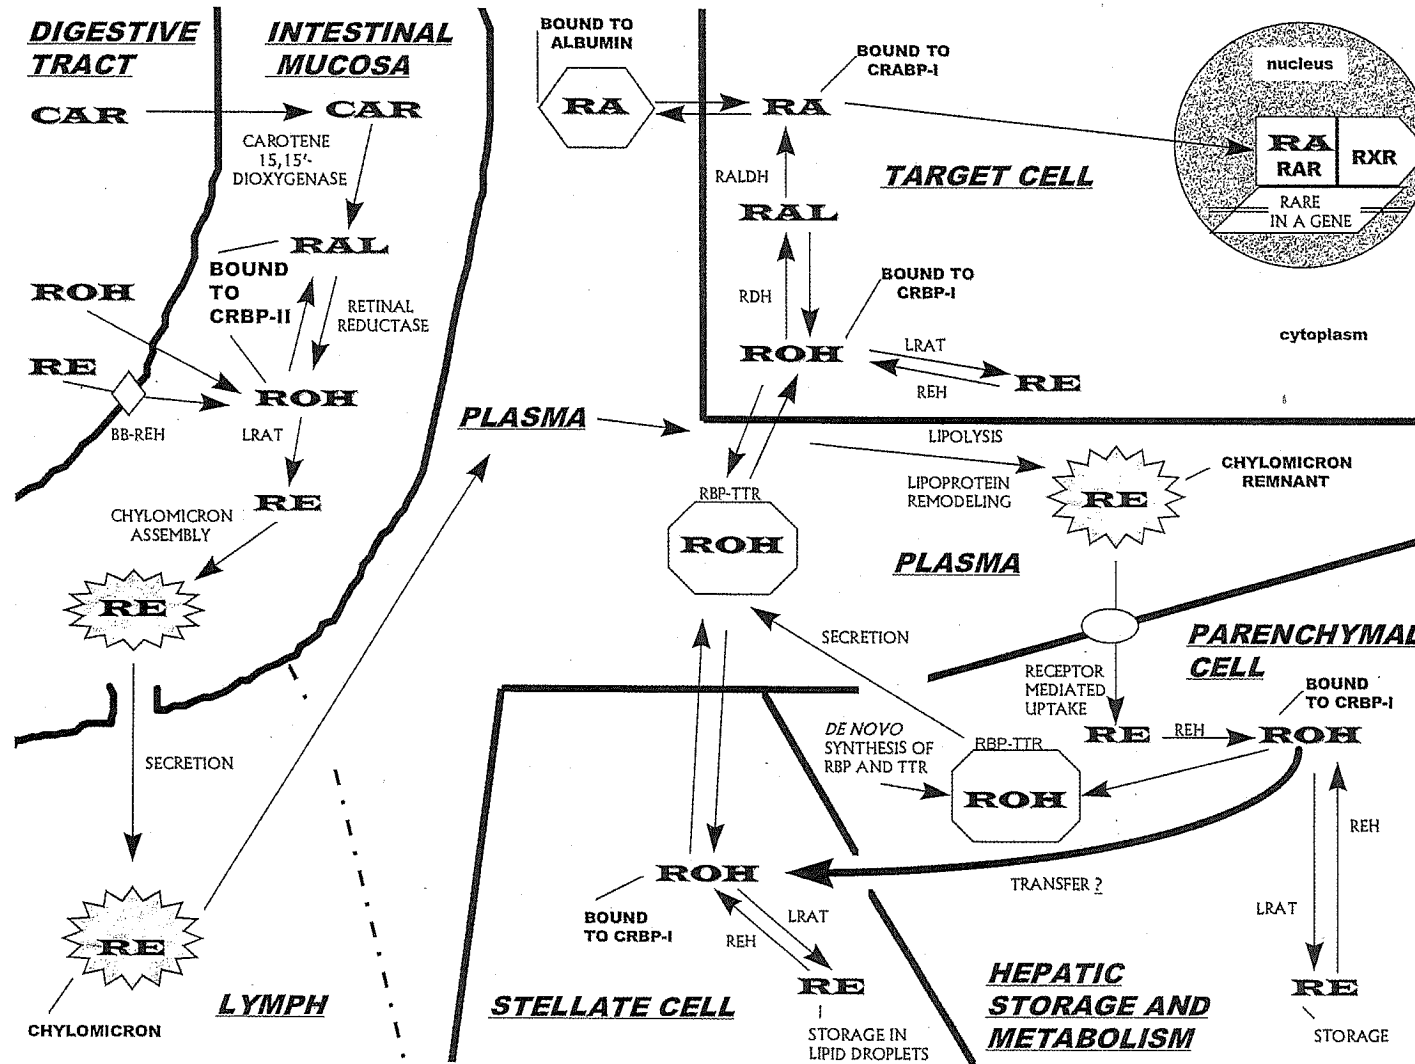 DIGESTIVE
TRACT
CAR
ROH
RE
BB-REH
INTESTINAL
MUCOSA
CAR
CAROTENE
15,15'-
DIOXYGENASE
RAL
BOUND
TO
CRBP-II
RETINAL
REDUCTASE
ROH
LRAT
RE
CHYLOMICRON
ASSEMBLY
RE
SECRETION
RE
CHYLOMICRON
LYMPH
PLASMA
BOUND TO
ALBUMIN
RA
BOUND TO
CRABP-I
RA
RALDH
TARGET CELL
RAL
RDH
BOUND TO
CRBP-I
ROH
LRAT
REH
RE
nucleus
RA
RAR
RXR
RARE
IN A GENE
cytoplasm
LIPOLYSIS
LIPOPROTEIN
REMODELING
RE
CHYLOMICRON
REMNANT
RBP-TTR
ROH
PLASMA
SECRETION
PARENCHYMAL
CELL
RECEPTOR
MEDIATED
UPTAKE
RE
REH
BOUND
TO CRBP-I
ROH
DE NOVO
SYNTHESIS OF
RBP AND TTR
RBP-TTR
ROH
TRANSFER ?
LRAT
REH
RE
STORAGE
ROH
BOUND
TO CRBP-I
LRAT
REH
RE
STORAGE IN
LIPID DROPLETS
STELLATE CELL
HEPATIC
STORAGE AND
METABOLISM